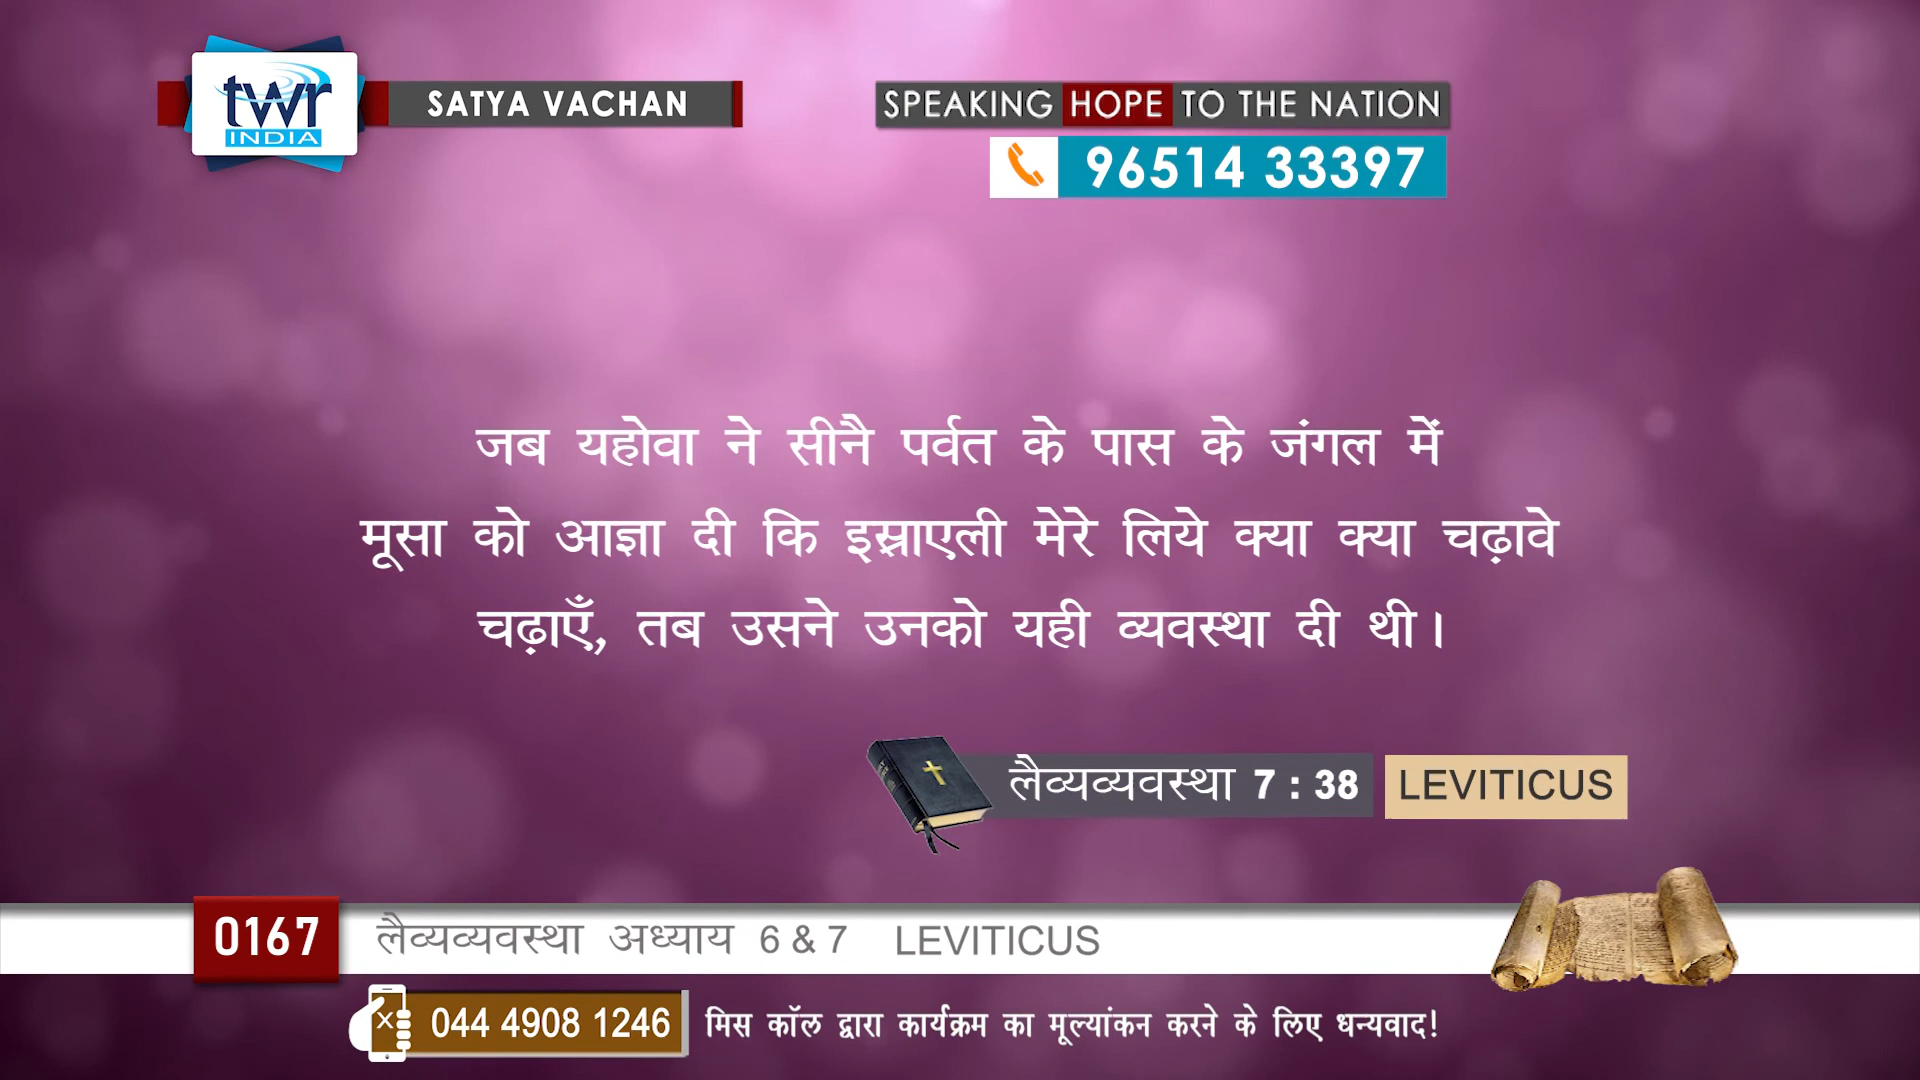 twr
INDIA
SATYA VACHAN
SPEAKING HOPE TO THE NATION
96514 33397
जब यहोवा ने सीनै पर्वत के पास के जंगल में
मूसा को आज्ञा दी कि इस्राएली मेरे लिये क्या क्या चढ़ावे
चढ़ाएँ, तब उसने उनको यही व्यवस्था दी थी।
लैव्यव्यवस्था 7 : 38 LEVITICUS
0167 लैव्यव्यवस्था अध्याय 6 & 7 LEVITICUS
044 4908 1246 मिस कॉल द्वारा कार्यक्रम का मूल्यांकन करने के लिए धन्यवाद!